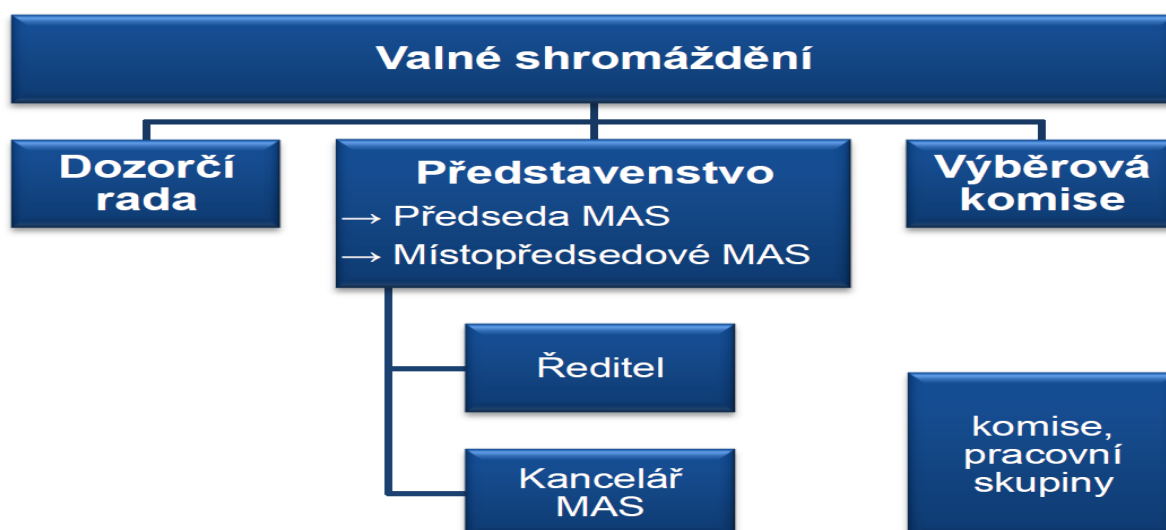 Valné shromáždění
Dozorčí
rada
Představenstvo
→ Předseda MAS
→ Místopředsedové MAS
Výběrová
komise
Ředitel
Kancelář
MAS
komise,
pracovní
skupiny